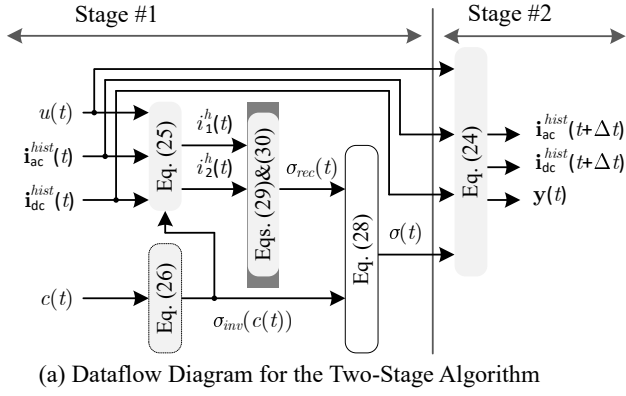 Stage #1
Stage #2
u(t)
i_ac^hist(t)
i_dc^hist(t)
c(t)
Eq. (25)
Eq. (26)
i_1^h(t)
i_2^h(t)
Eqs. (29)&(30)
σ_rec(t)
σ_inv(c(t))
Eq. (28)
σ(t)
Eq. (24)
i_ac^hist(t+Δt)
i_dc^hist(t+Δt)
y(t)
(a) Dataflow Diagram for the Two-Stage Algorithm